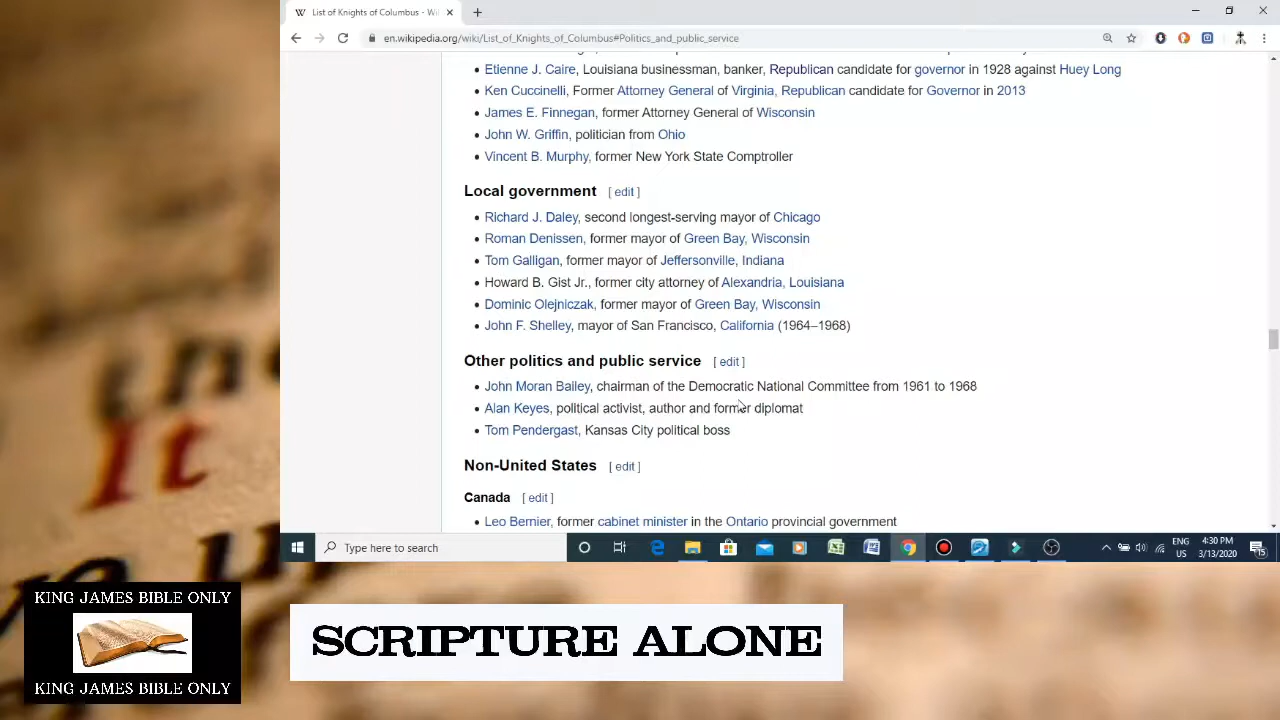 List of Knights of Columbus - Wi
en.wikipedia.org/wiki/List_of_Knights_of_Columbus#Politics_and_public_service
Etienne J. Caire, Louisiana businessman, banker, Republican candidate for governor in 1928 against Huey Long
Ken Cuccinelli, Former Attorney General of Virginia, Republican candidate for Governor in 2013
James E. Finnegan, former Attorney General of Wisconsin
John W. Griffin, politician from Ohio
Vincent B. Murphy, former New York State Comptroller
Local government [ edit ]
Richard J. Daley, second longest-serving mayor of Chicago
Roman Denissen, former mayor of Green Bay, Wisconsin
Tom Galligan, former mayor of Jeffersonville, Indiana
Howard B. Gist Jr., former city attorney of Alexandria, Louisiana
Dominic Olejniczak, former mayor of Green Bay, Wisconsin
John F. Shelley, mayor of San Francisco, California (1964–1968)
Other politics and public service [ edit ]
John Moran Bailey, chairman of the Democratic National Committee from 1961 to 1968
Alan Keyes, political activist, author and former diplomat
Tom Pendergast, Kansas City political boss
Non-United States [ edit ]
Canada [ edit ]
Leo Bernier, former cabinet minister in the Ontario provincial government
Type here to search
ENG
US
4:30 PM
3/13/2020
15
It
KING JAMES BIBLE ONLY
KING JAMES BIBLE ONLY
SCRIPTURE ALONE